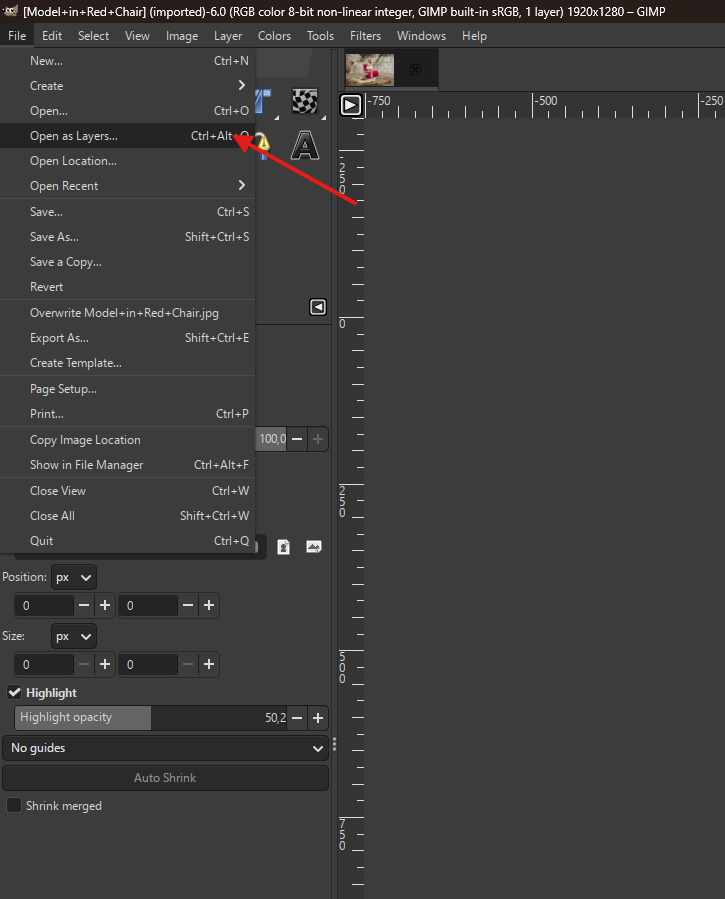 [Model+in+Red+Chair] (imported)-6.0 (RGB color 8-bit non-linear integer, GIMP built-in sRGB, 1 layer) 1920x1280 – GIMP
File Edit Select View Image Layer Colors Tools Filters Windows Help
New... Ctrl+N
Create
Open... Ctrl+O
Open as Layers... Ctrl+Alt+O
Open Location...
Open Recent
Save... Ctrl+S
Save As... Shift+Ctrl+S
Save a Copy...
Revert
Overwrite Model+in+Red+Chair.jpg
Export As... Shift+Ctrl+E
Create Template...
Page Setup...
Print... Ctrl+P
Copy Image Location
Show in File Manager Ctrl+Alt+F
Close View Ctrl+W
Close All Shift+Ctrl+W
Quit Ctrl+Q
-750 -500 -250
-250
0
250
500
750
100,0
Position: px
0 0
Size: px
0 0
Highlight
Highlight opacity 50,2
No guides
Auto Shrink
Shrink merged